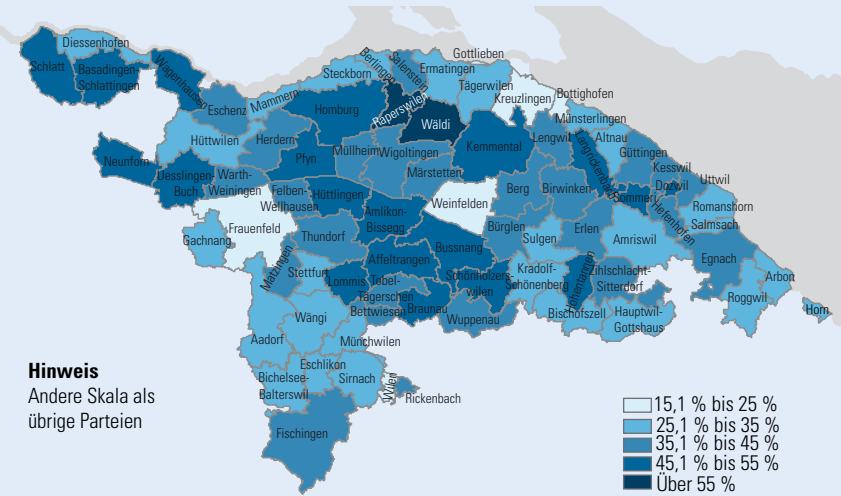 Diessenhofen
Schlatt
Basadingen-
Schlattingen
Wagenhausen
Eschenz
Mammern
Steckborn
Berlingen
Salenstein
Ermatingen
Gottlieben
Tägerwilen
Kreuzlingen
Bottighofen
Münsterlingen
Homburg
Raperswilen
Wäldi
Kemmental
Lengwil
Langrickenbach
Altnau
Güttingen
Kesswil
Dozwil
Uttwil
Romanshorn
Salmsach
Hefenhofen
Sommeri
Hüttwilen
Herdern
Neunforn
Uesslingen-
Buch
Warth-
Weiningen
Pfyn
Müllheim
Wigoltingen
Märstetten
Felben-
Wellhausen
Hüttlingen
Amlikon-
Bissegg
Weinfelden
Berg
Birwinken
Bürglen
Sulgen
Erlen
Amriswil
Egnach
Arbon
Roggwil
Horn
Gachnang
Frauenfeld
Thundorf
Matzingen
Stettfurt
Lommis
Affeltrangen
Tobel-
Tägerschen
Bettwiesen
Braunau
Bussnang
Schönholzers-
wilen
Wuppenau
Kradolf-
Schönenberg
Hohentannen
Zihlschlacht-
Sitterdorf
Bischofszell
Hauptwil-
Gottshaus
Wängi
Aadorf
Münchwilen
Eschlikon
Bichelsee-
Balterswil
Sirnach
Wilen
Rickenbach
Fischingen
Hinweis
Andere Skala als
übrige Parteien
15,1 % bis 25 %
25,1 % bis 35 %
35,1 % bis 45 %
45,1 % bis 55 %
Über 55 %